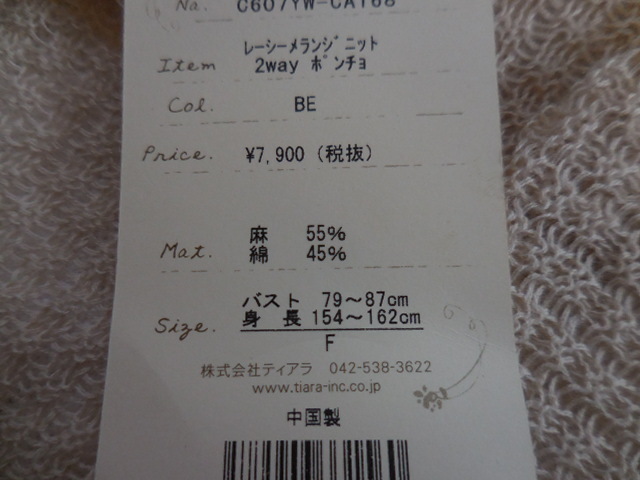 No. C607YW-CA168
レーシーメランジニット
Item 2way ポンチョ
Col. BE
Price. ¥7,900 (税抜)
麻 55%
Mat. 綿 45%
バスト 79～87cm
Size. 身 長 154～162cm
F
株式会社ティアラ 042-538-3622
www.tiara-inc.co.jp
中国製